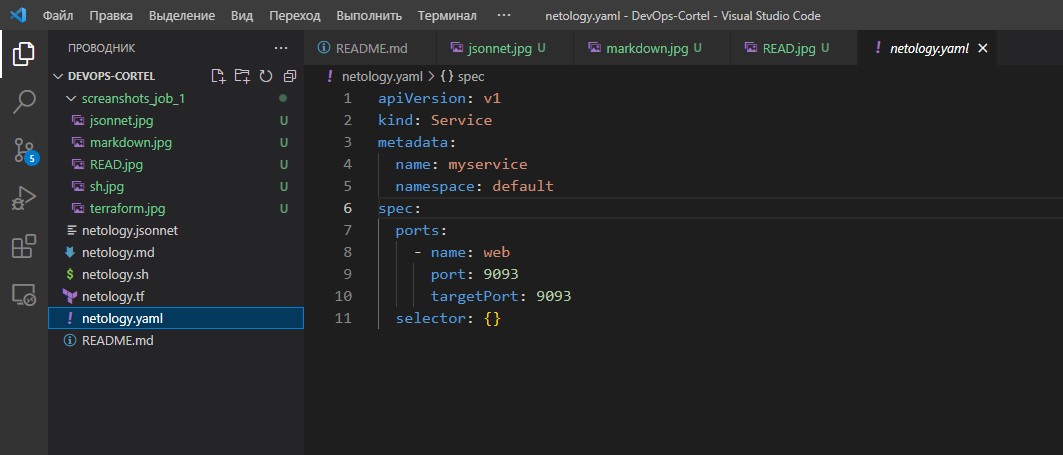 Файл Правка Выделение Вид Переход Выполнить Терминал ··· netology.yaml - DevOps-Cortel - Visual Studio Code
ПРОВОДНИК ···
DEVOPS-CORTEL
screanshots_job_1
jsonnet.jpg U
markdown.jpg U
READ.jpg U
sh.jpg U
terraform.jpg U
netology.jsonnet
netology.md
$ netology.sh
netology.tf
! netology.yaml
README.md
5
README.md jsonnet.jpg U markdown.jpg U READ.jpg U ! netology.yaml
! netology.yaml > {} spec
1 apiVersion: v1
2 kind: Service
3 metadata:
4 name: myservice
5 namespace: default
6 spec:
7 ports:
8 - name: web
9 port: 9093
10 targetPort: 9093
11 selector: {}